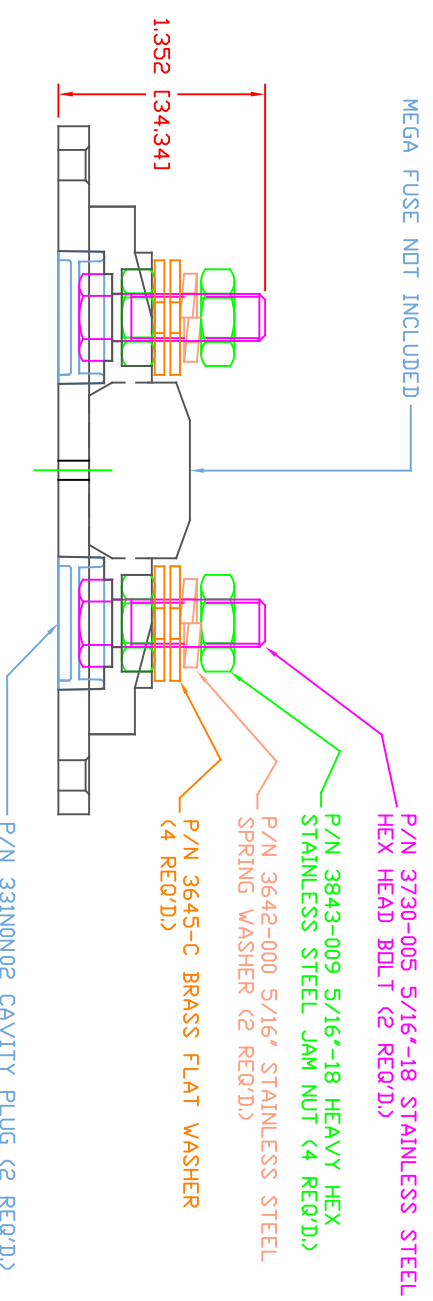 MEGA FUSE NOT INCLUDED
1.352 [34.34]
P/N 3730-005 5/16"-18 STAINLESS STEEL
HEX HEAD BOLT (2 REQ'D.)
P/N 3843-009 5/16"-18 HEAVY HEX
STAINLESS STEEL JAM NUT (4 REQ'D.)
P/N 3642-000 5/16" STAINLESS STEEL
SPRING WASHER (2 REQ'D.)
P/N 3645-C BRASS FLAT WASHER
(4 REQ'D.)
P/N 331N0N02 CAVITY PLUG (2 REQ'D.)